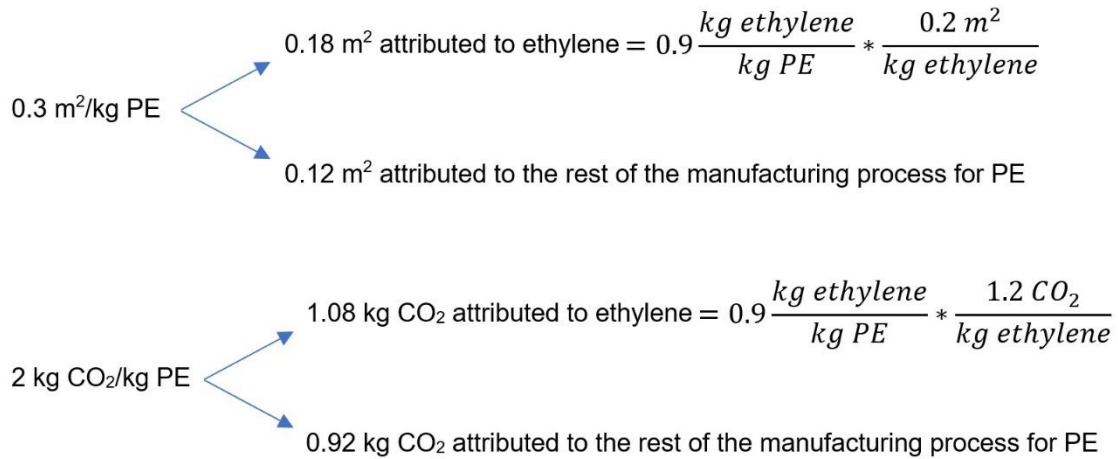 0.18 m² attributed to ethylene = 0.9 kg ethylene / kg PE * 0.2 m² / kg ethylene
0.3 m²/kg PE
0.12 m² attributed to the rest of the manufacturing process for PE
1.08 kg CO₂ attributed to ethylene = 0.9 kg ethylene / kg PE * 1.2 CO₂ / kg ethylene
2 kg CO₂/kg PE
0.92 kg CO₂ attributed to the rest of the manufacturing process for PE